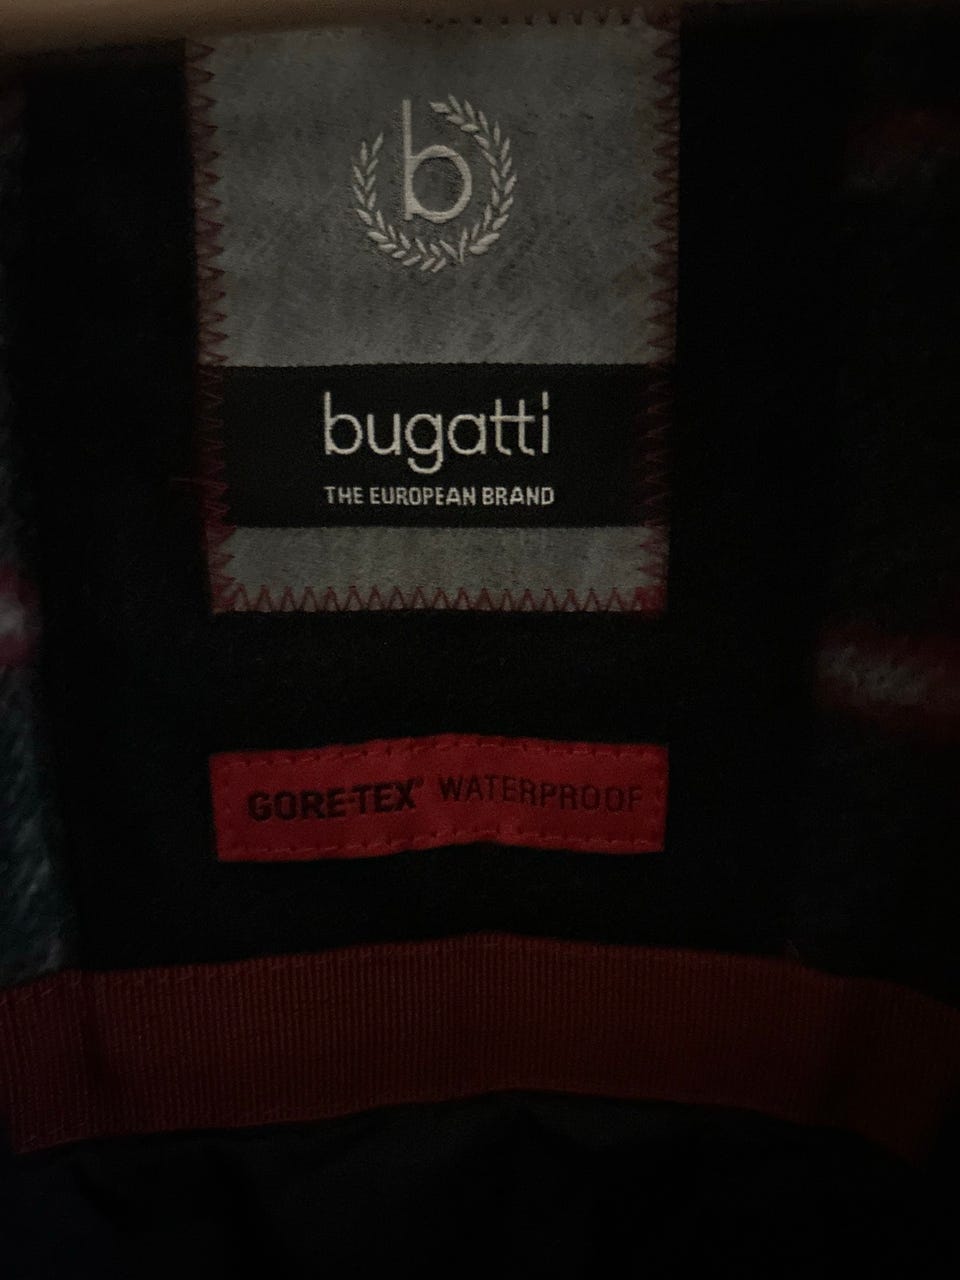 b
bugatti
THE EUROPEAN BRAND
GORE-TEX® WATERPROOF